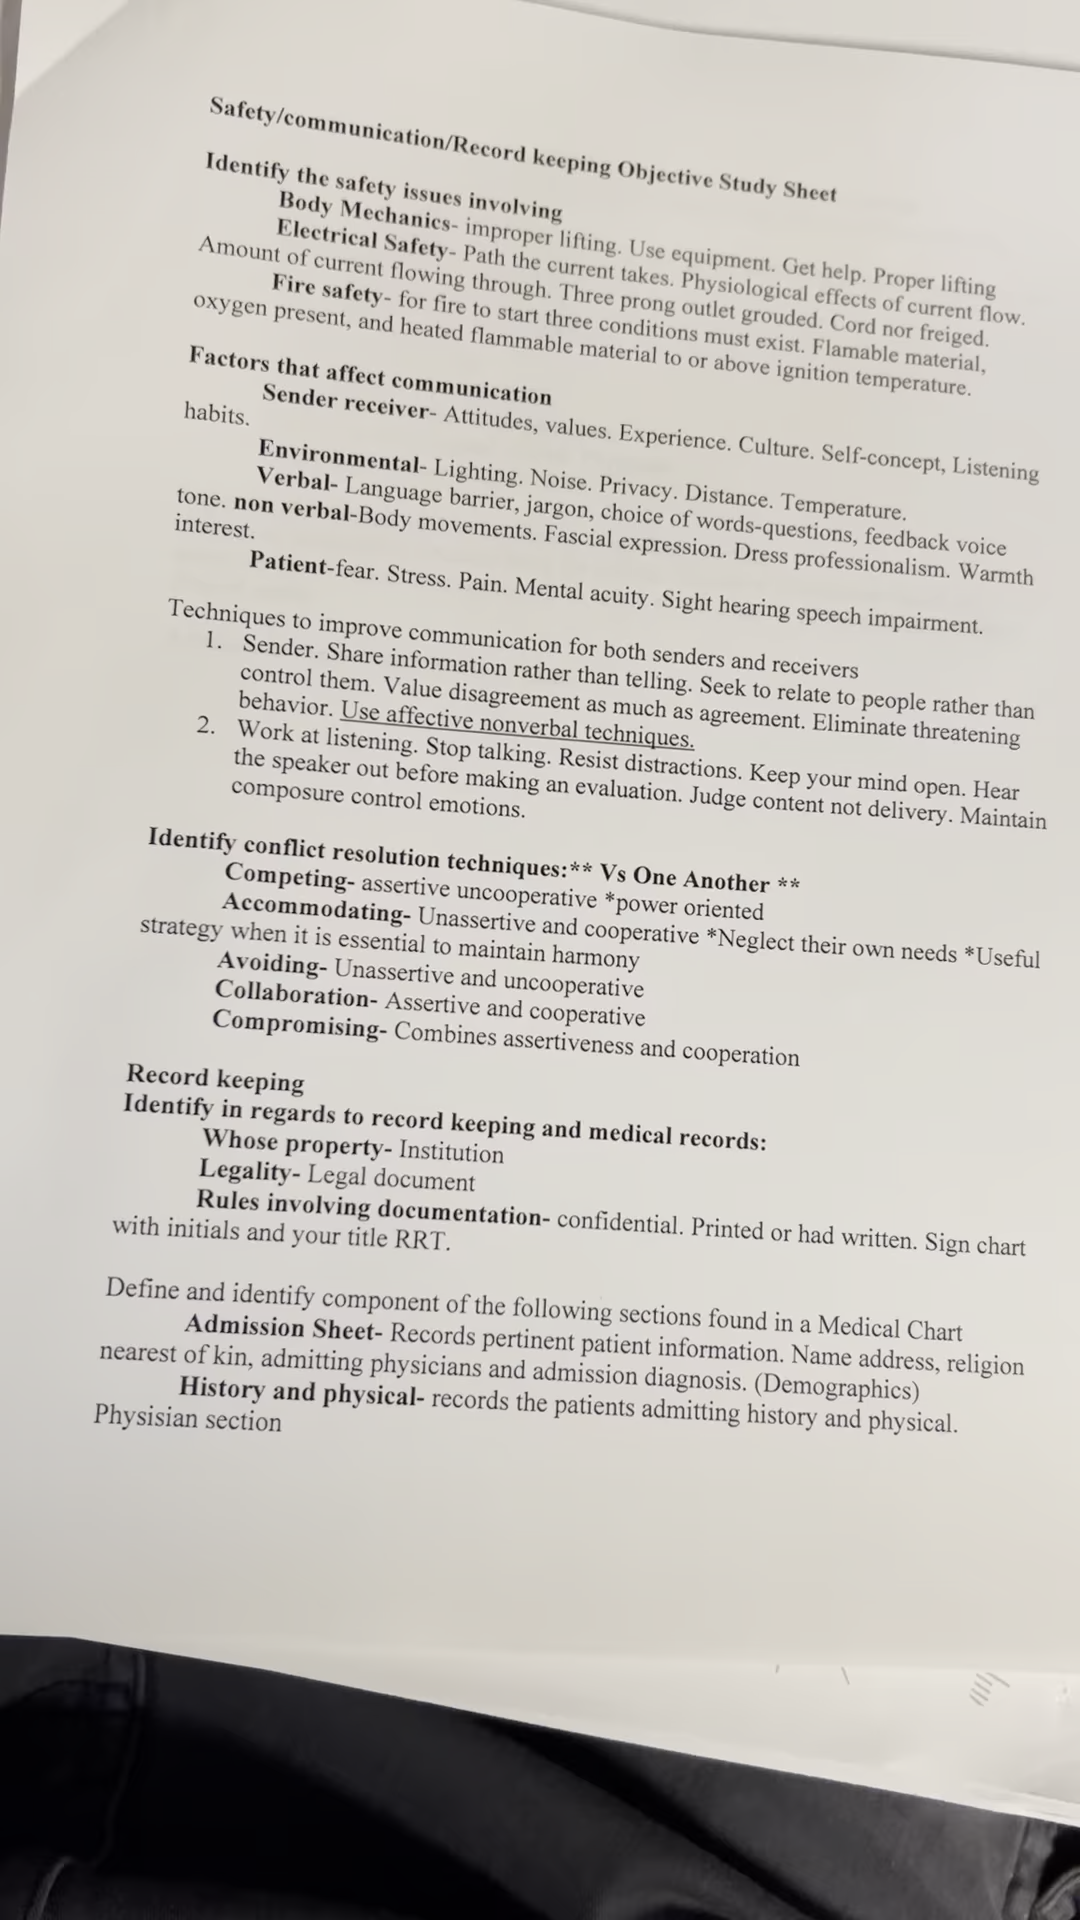 Safety/communication/Record keeping Objective Study Sheet
Identify the safety issues involving
Body Mechanics- improper lifting. Use equipment. Get help. Proper lifting
Electrical Safety- Path the current takes. Physiological effects of current flow.
Amount of current flowing through. Three prong outlet grouded. Cord nor freiged.
Fire safety- for fire to start three conditions must exist. Flamable material,
oxygen present, and heated flammable material to or above ignition temperature.
Factors that affect communication
Sender receiver- Attitudes, values. Experience. Culture. Self-concept, Listening
habits.
Environmental- Lighting. Noise. Privacy. Distance. Temperature.
Verbal- Language barrier, jargon, choice of words-questions, feedback voice
tone. non verbal-Body movements. Fascial expression. Dress professionalism. Warmth
interest.
Patient-fear. Stress. Pain. Mental acuity. Sight hearing speech impairment.
Techniques to improve communication for both senders and receivers
1. Sender. Share information rather than telling. Seek to relate to people rather than
control them. Value disagreement as much as agreement. Eliminate threatening
behavior. Use affective nonverbal techniques.
2. Work at listening. Stop talking. Resist distractions. Keep your mind open. Hear
the speaker out before making an evaluation. Judge content not delivery. Maintain
composure control emotions.
Identify conflict resolution techniques:** Vs One Another **
Competing- assertive uncooperative *power oriented
Accommodating- Unassertive and cooperative *Neglect their own needs *Useful
strategy when it is essential to maintain harmony
Avoiding- Unassertive and uncooperative
Collaboration- Assertive and cooperative
Compromising- Combines assertiveness and cooperation
Record keeping
Identify in regards to record keeping and medical records:
Whose property- Institution
Legality- Legal document
Rules involving documentation- confidential. Printed or had written. Sign chart
with initials and your title RRT.
Define and identify component of the following sections found in a Medical Chart
Admission Sheet- Records pertinent patient information. Name address, religion
nearest of kin, admitting physicians and admission diagnosis. (Demographics)
History and physical- records the patients admitting history and physical.
Physisian section